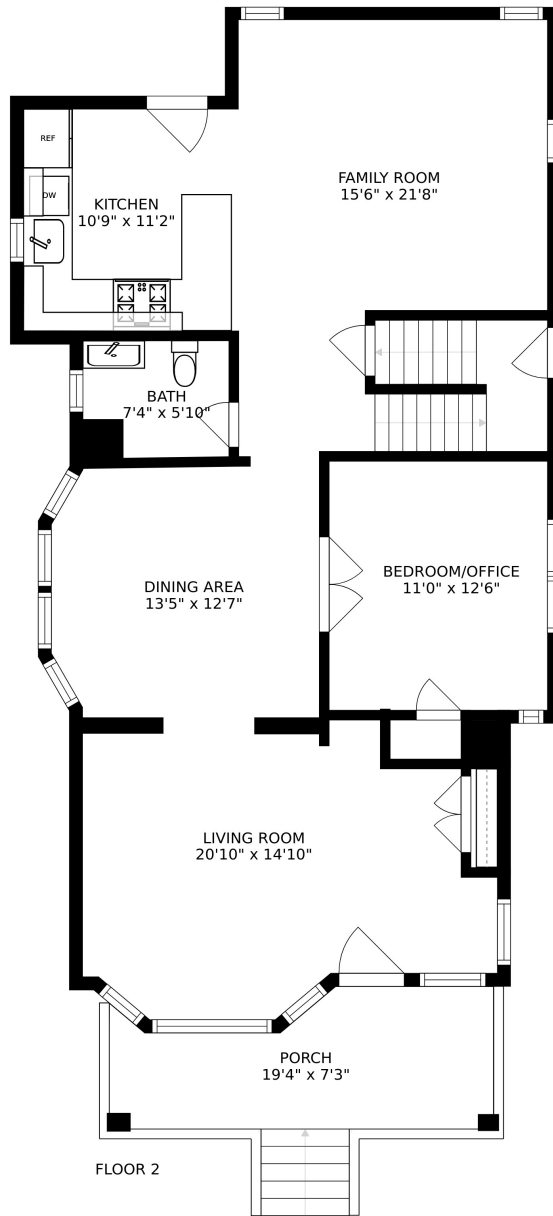 REF
DW
KITCHEN
10'9" x 11'2"
FAMILY ROOM
15'6" x 21'8"
BATH
7'4" x 5'10"
DINING AREA
13'5" x 12'7"
BEDROOM/OFFICE
11'0" x 12'6"
LIVING ROOM
20'10" x 14'10"
PORCH
19'4" x 7'3"
FLOOR 2